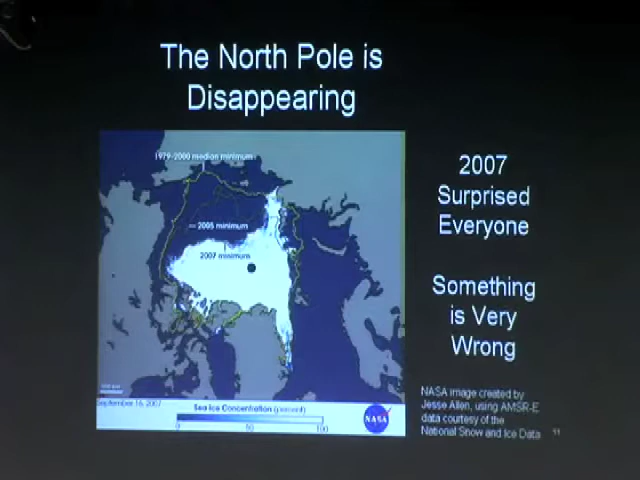 The North Pole is
Disappearing
1979-2000 median minimum
2005 minimum
2007 minimum
September 16, 2007
Sea Ice Concentration (percent)
0 50 100
NASA
2007
Surprised
Everyone
Something
is Very
Wrong
NASA image created by
Jesse Allen, using AMSR-E
data courtesy of the
National Snow and Ice Data